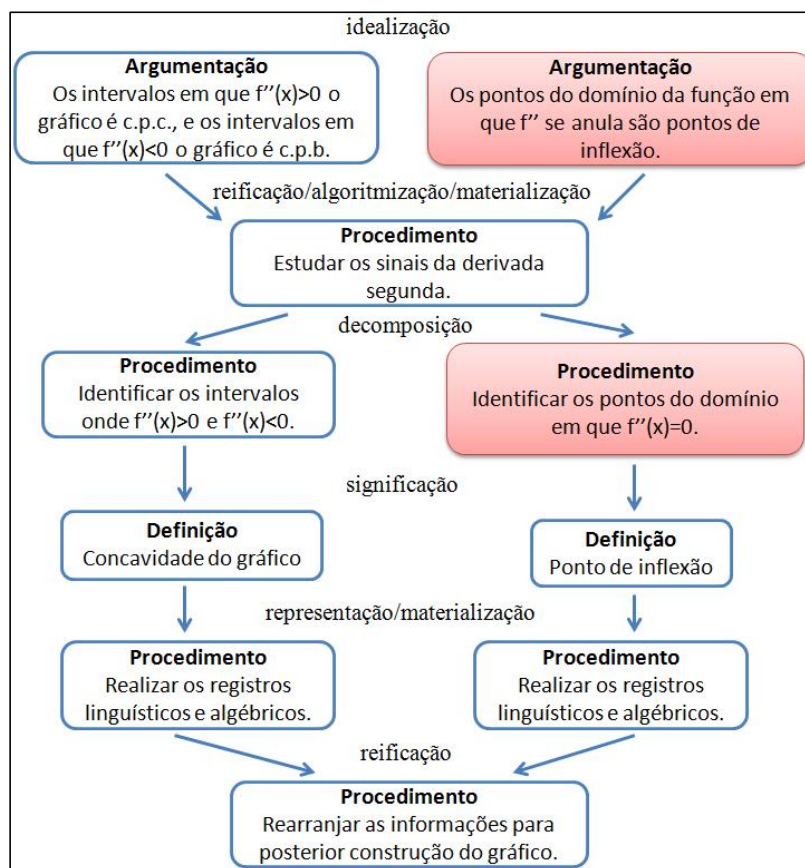 idealização
Argumentação
Os intervalos em que f’’(x)>0 o
gráfico é c.p.c., e os intervalos em
que f’’(x)<0 o gráfico é c.p.b.
Argumentação
Os pontos do domínio da função em
que f’’ se anula são pontos de
inflexão.
reificação/algoritmização/materialização
Procedimento
Estudar os sinais da derivada
segunda.
decomposição
Procedimento
Identificar os intervalos
onde f’’(x)>0 e f’’(x)<0.
Procedimento
Identificar os pontos do domínio
em que f’’(x)=0.
significação
Definição
Concavidade do gráfico
Definição
Ponto de inflexão
representação/materialização
Procedimento
Realizar os registros
linguísticos e algébricos.
Procedimento
Realizar os registros
linguísticos e algébricos.
reificação
Procedimento
Rearranjar as informações para
posterior construção do gráfico.